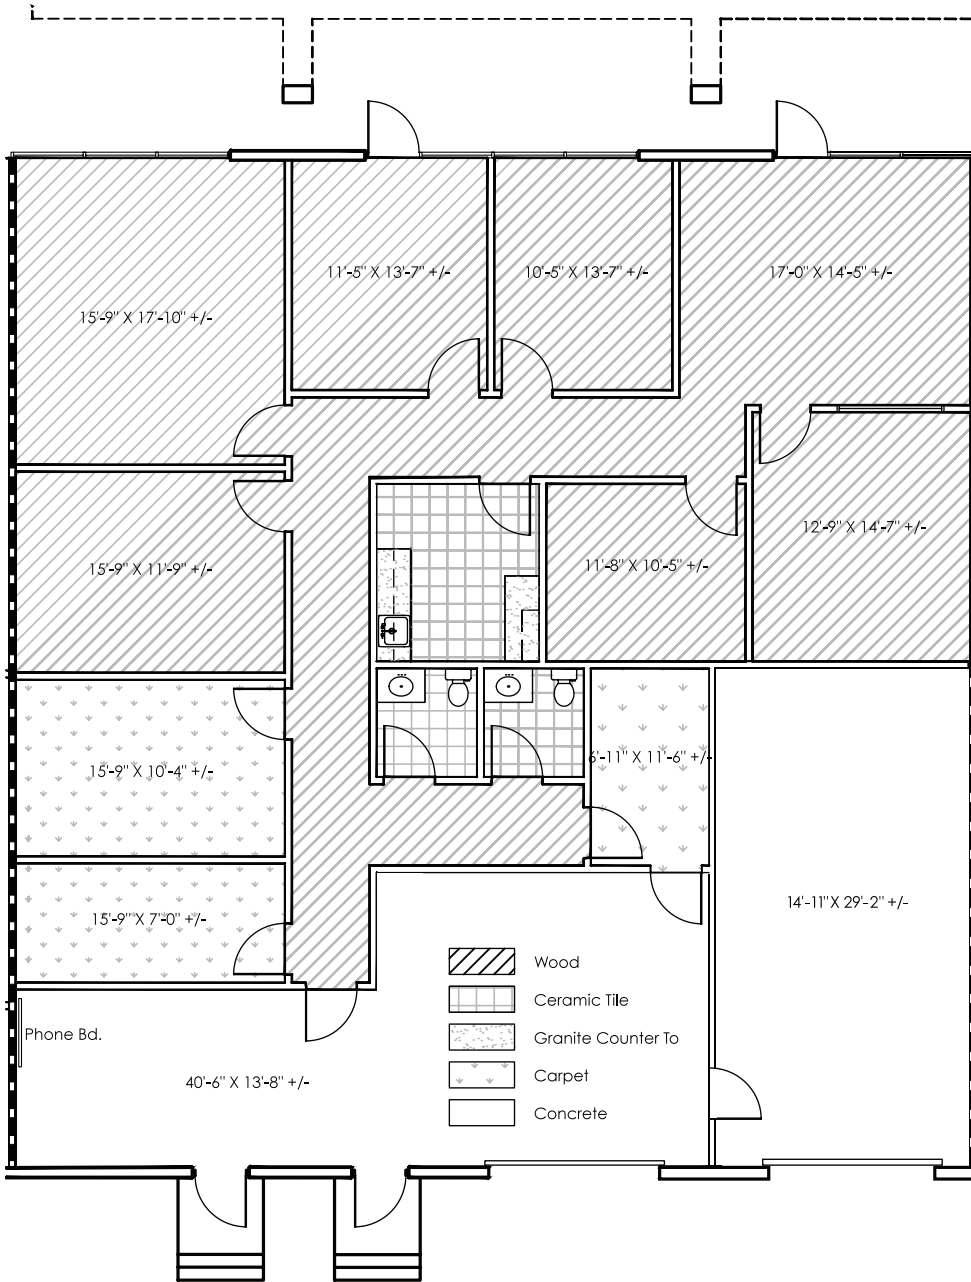 11'-5" X 13'-7" +/-
10'-5" X 13'-7" +/-
17'-0" X 14'-5" +/-
15'-9" X 17'-10" +/-
12'-9" X 14'-7" +/-
15'-9" X 11'-9" +/-
11'-8" X 10'-5" +/-
6'-11" X 11'-6" +/-
15'-9" X 10'-4" +/-
14'-11" X 29'-2" +/-
15'-9" X 7'-0" +/-
Wood
Ceramic Tile
Phone Bd.
Granite Counter To
Carpet
40'-6" X 13'-8" +/-
Concrete